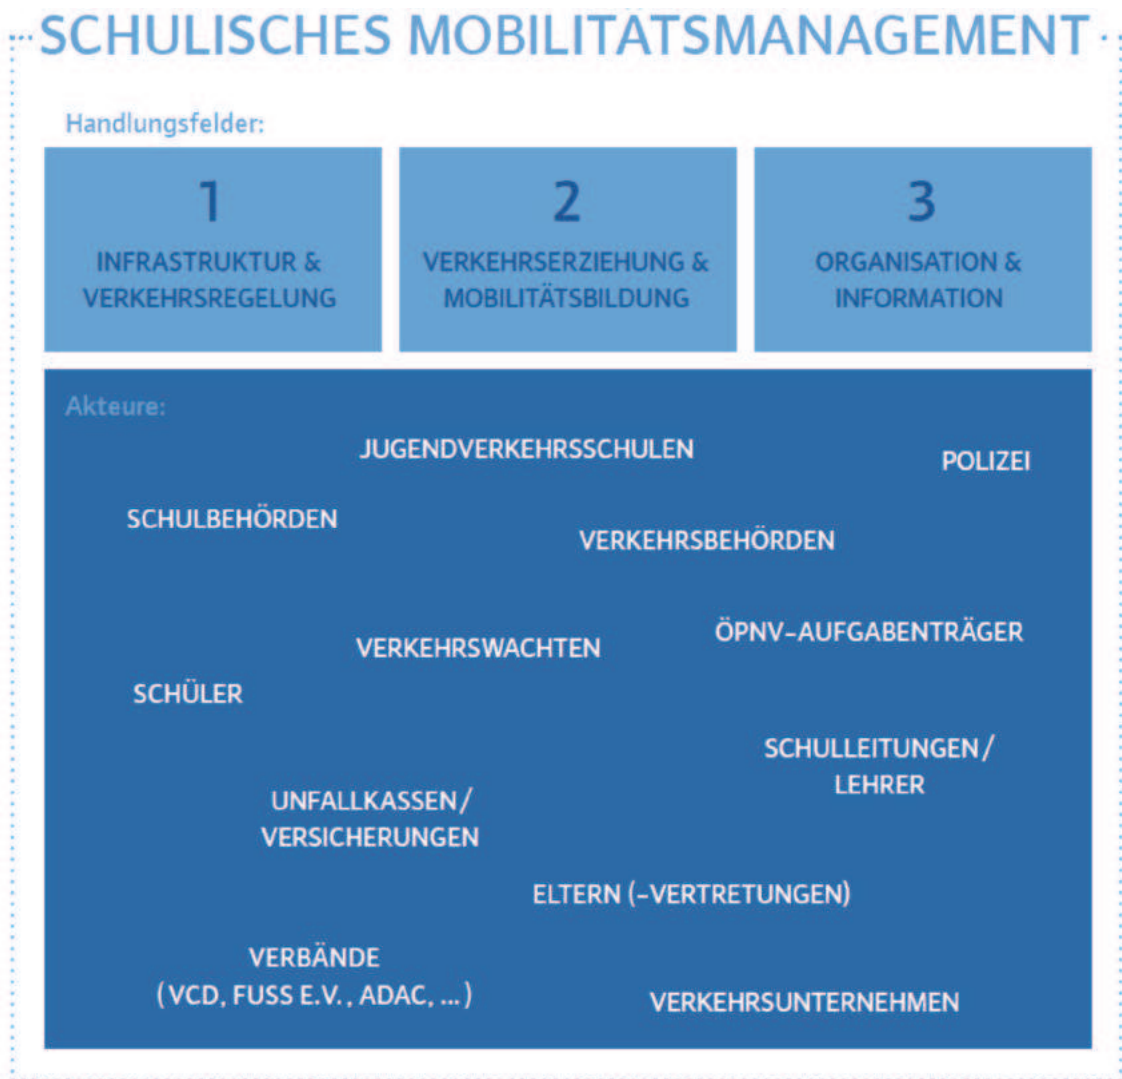 SCHULISCHES MOBILITÄTSMANAGEMENT
Handlungsfelder:
1
INFRASTRUKTUR &
VERKEHRSREGELUNG
2
VERKEHRSERZIEHUNG &
MOBILITÄTSBILDUNG
3
ORGANISATION &
INFORMATION
Akteure:
JUGENDVERKEHRSSCHULEN
POLIZEI
SCHULBEHÖRDEN
VERKEHRSBEHÖRDEN
ÖPNV-AUFGABENTRÄGER
VERKEHRSWACHTEN
SCHÜLER
SCHULLEITUNGEN/
LEHRER
UNFALLKASSEN/
VERSICHERUNGEN
ELTERN (-VERTRETUNGEN)
VERBÄNDE
(VCD, FUSS E.V., ADAC, ...)
VERKEHRSUNTERNEHMEN